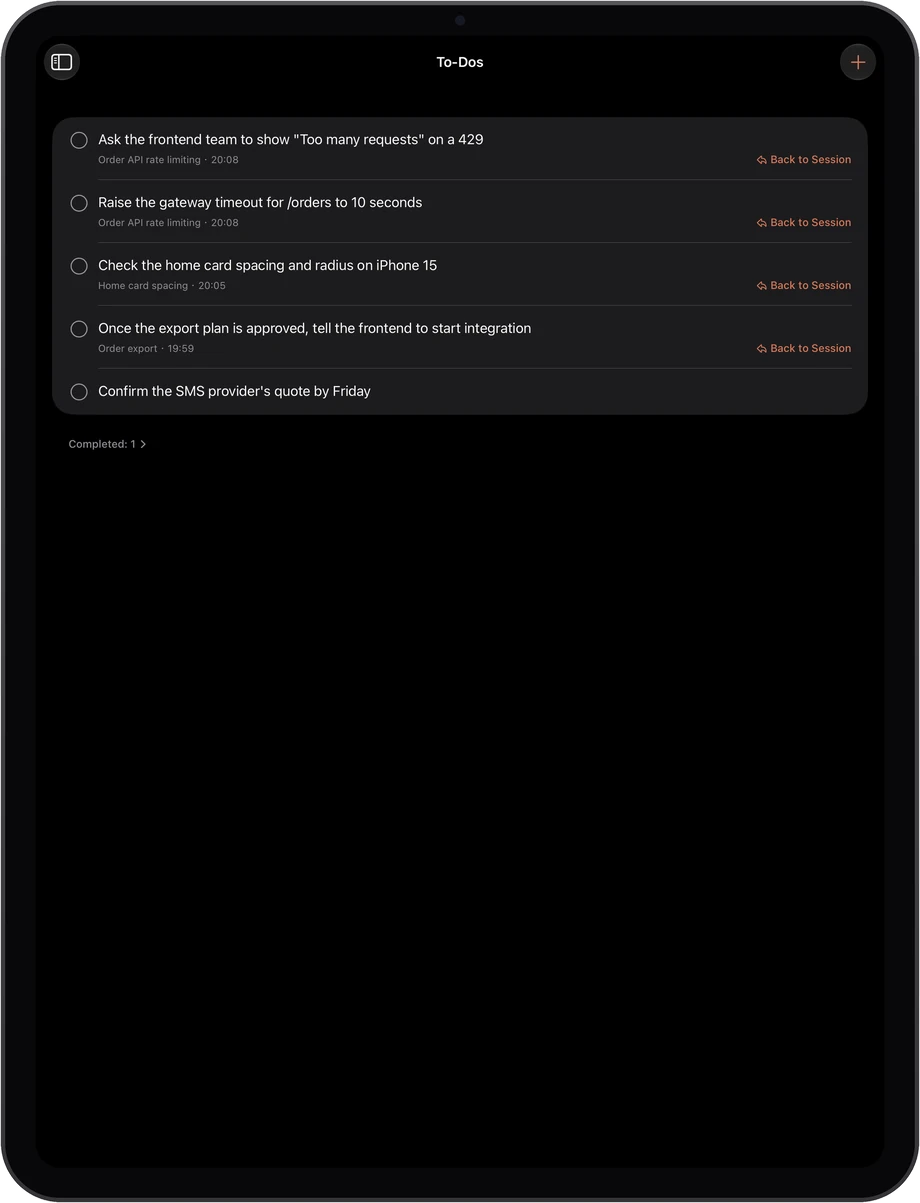 To-Dos
Ask the frontend team to show "Too many requests" on a 429
Order API rate limiting · 20:08
Back to Session
Raise the gateway timeout for /orders to 10 seconds
Order API rate limiting · 20:08
Back to Session
Check the home card spacing and radius on iPhone 15
Home card spacing · 20:05
Back to Session
Once the export plan is approved, tell the frontend to start integration
Order export · 19:59
Back to Session
Confirm the SMS provider's quote by Friday
Completed: 1